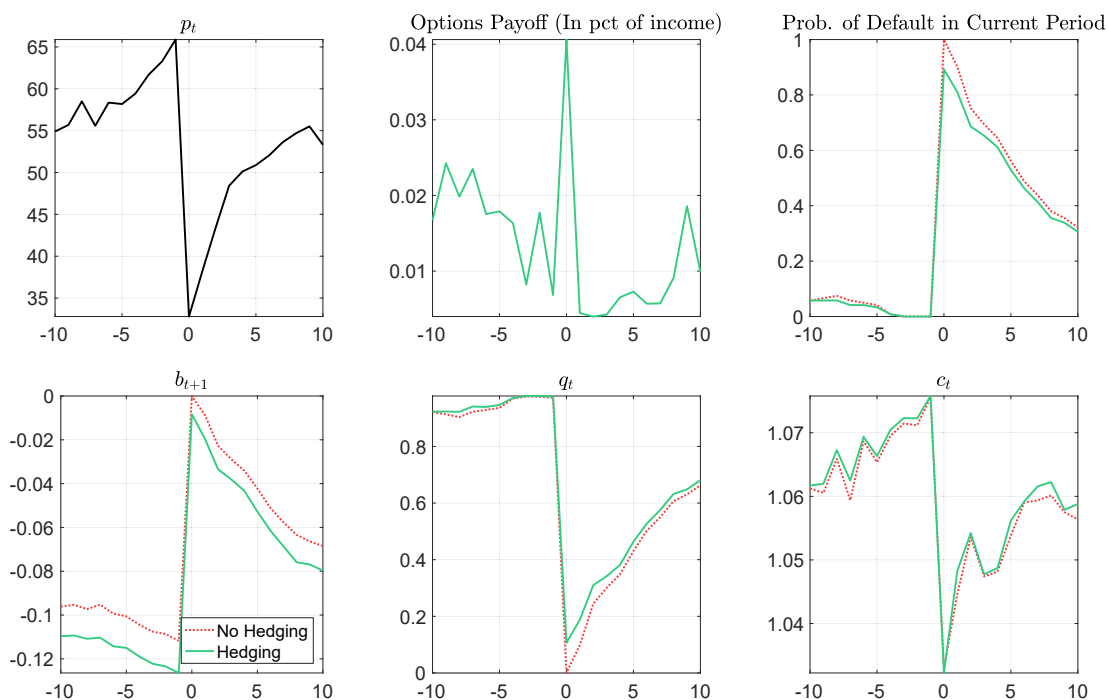 p_t
65
60
55
50
45
40
35
-10 -5 0 5 10
Options Payoff (In pct of income)
0.04
0.03
0.02
0.01
-10 -5 0 5 10
Prob. of Default in Current Period
1
0.8
0.6
0.4
0.2
0
-10 -5 0 5 10
b_{t+1}
0
-0.02
-0.04
-0.06
-0.08
-0.1
-0.12
No Hedging
Hedging
-10 -5 0 5 10
q_t
0.8
0.6
0.4
0.2
0
-10 -5 0 5 10
c_t
1.07
1.06
1.05
1.04
-10 -5 0 5 10